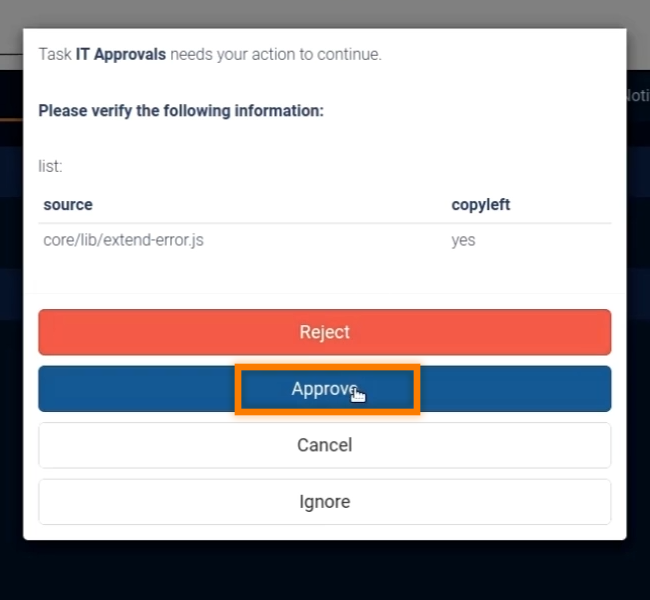 Task IT Approvals needs your action to continue.
Please verify the following information:
list:
source copyleft
core/lib/extend-error.js yes
Reject
Approve
Cancel
Ignore